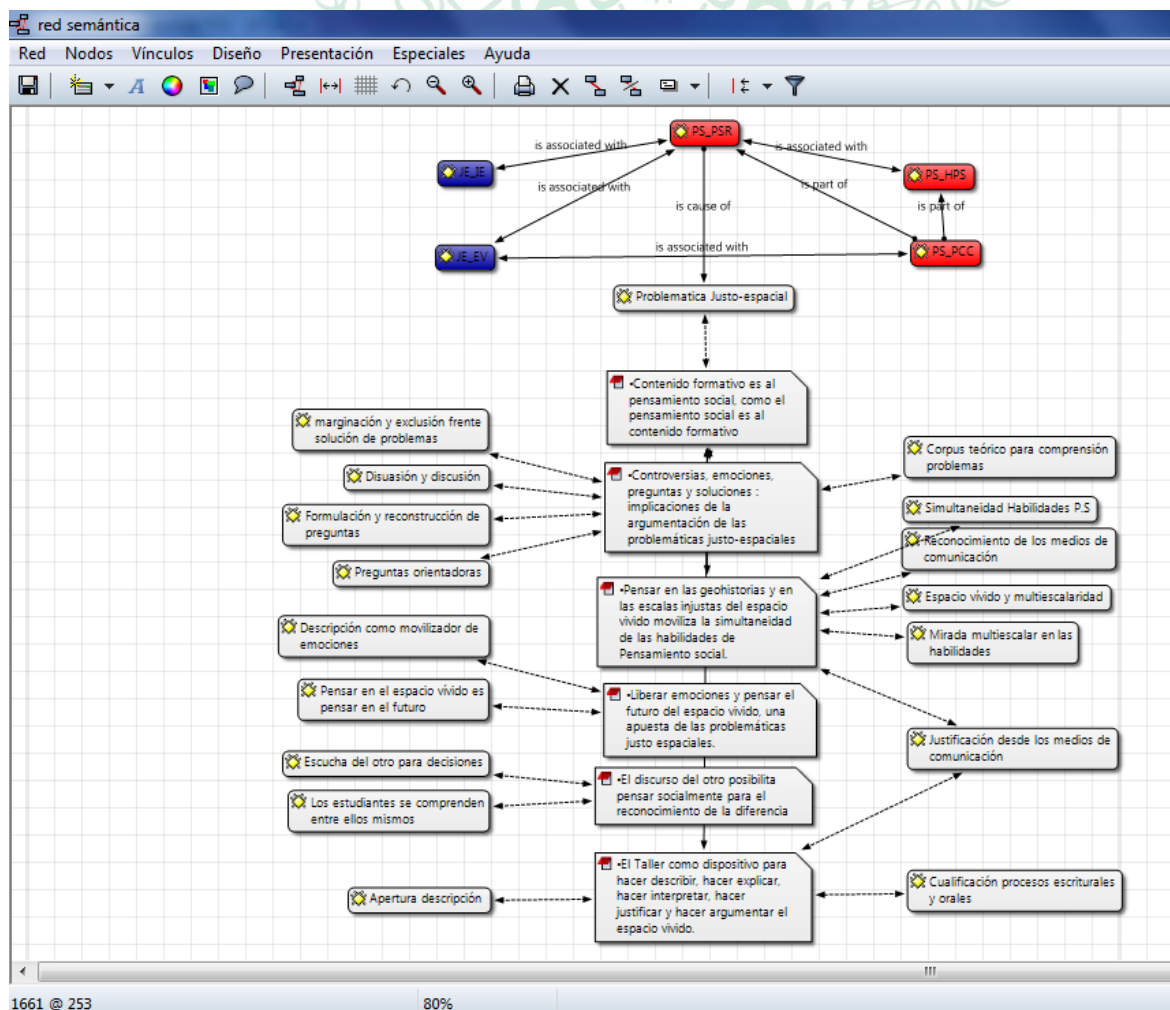 red semántica
Red Nodos Vínculos Diseño Presentación Especiales Ayuda
PS_PSR
is associated with
is associated with
JE_JE
PS_HPS
is associated with
is part of
is cause of
is part of
JE_EV
is associated with
PS_PCC
Problematica Justo-espacial
•Contenido formativo es al
pensamiento social, como el
pensamiento social es al
contenido formativo
marginación y exclusión frente
solución de problemas
Disuasión y discusión
Formulación y reconstrucción de
preguntas
Preguntas orientadoras
•Controversias, emociones,
preguntas y soluciones :
implicaciones de la
argumentación de las
problemáticas justo-espaciales
Corpus teórico para comprensión
problemas
Simultaneidad Habilidades P.S
Reconocimiento de los medios de
comunicación
Espacio vívido y multiescalaridad
Mirada multiescalar en las
habilidades
•Pensar en las geohistorias y en
las escalas injustas del espacio
vivido moviliza la simultaneidad
de las habilidades de
Pensamiento social.
Descripción como movilizador de
emociones
Pensar en el espacio vívido es
pensar en el futuro
•Liberar emociones y pensar el
futuro del espacio vivido, una
apuesta de las problemáticas
justo espaciales.
Justificación desde los medios de
comunicación
Escucha del otro para decisiones
Los estudiantes se comprenden
entre ellos mismos
•El discurso del otro posibilita
pensar socialmente para el
reconocimiento de la diferencia
•El Taller como dispositivo para
hacer describir, hacer explicar,
hacer interpretar, hacer
justificar y hacer argumentar el
espacio vivido.
Apertura descripción
Cualificación procesos escriturales
y orales
1661 @ 253
80%